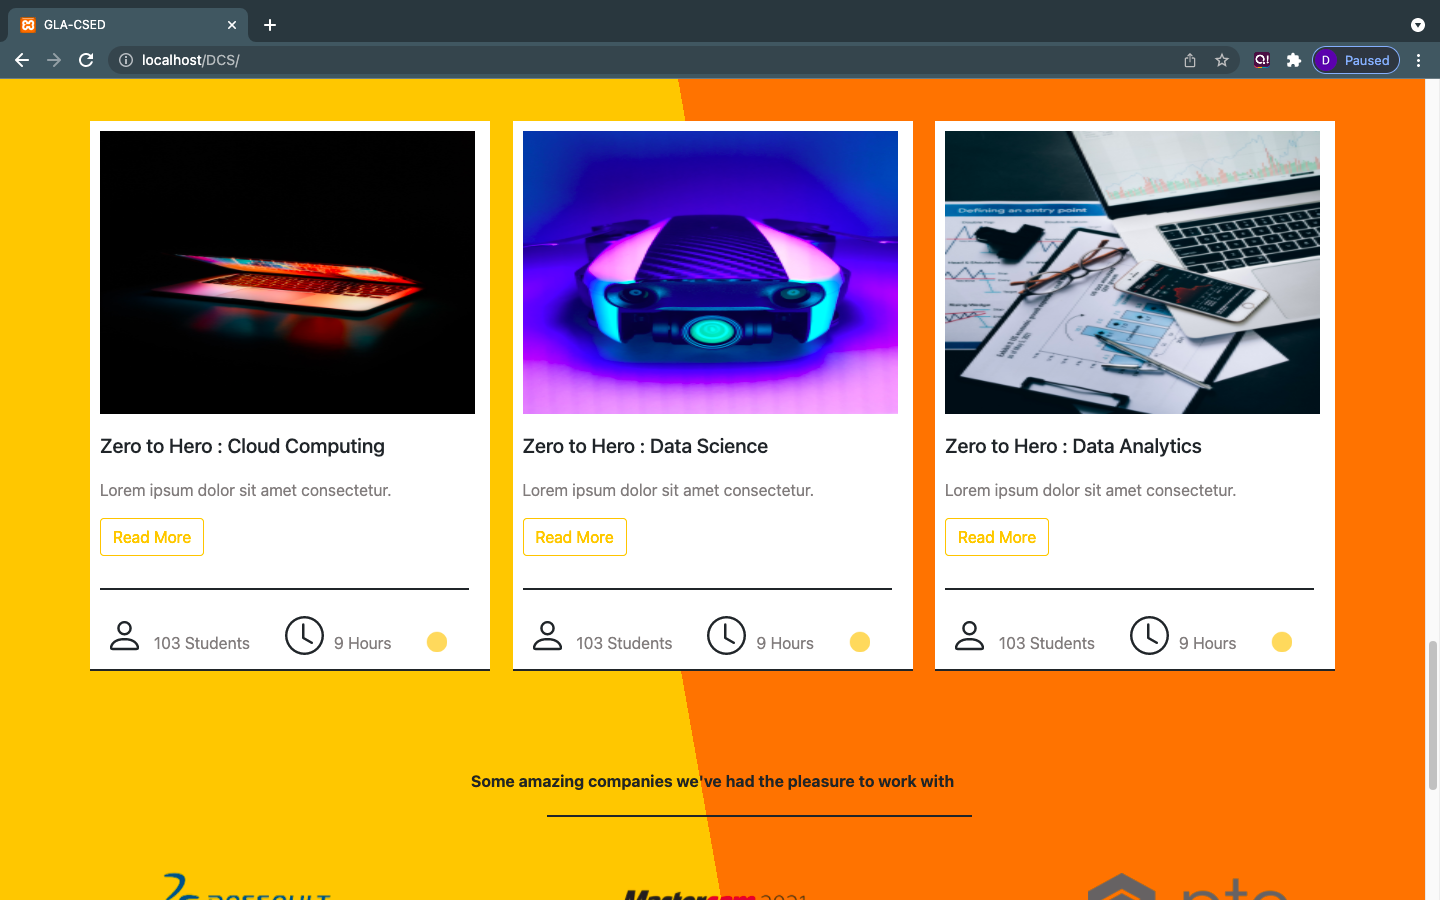 GLA-CSED
localhost/DCS/
D Paused
Defining an entry point
Zero to Hero : Cloud Computing
Lorem ipsum dolor sit amet consectetur.
Read More
103 Students
9 Hours
Zero to Hero : Data Science
Lorem ipsum dolor sit amet consectetur.
Read More
103 Students
9 Hours
Zero to Hero : Data Analytics
Lorem ipsum dolor sit amet consectetur.
Read More
103 Students
9 Hours
Some amazing companies we've had the pleasure to work with
Mastercam 2021